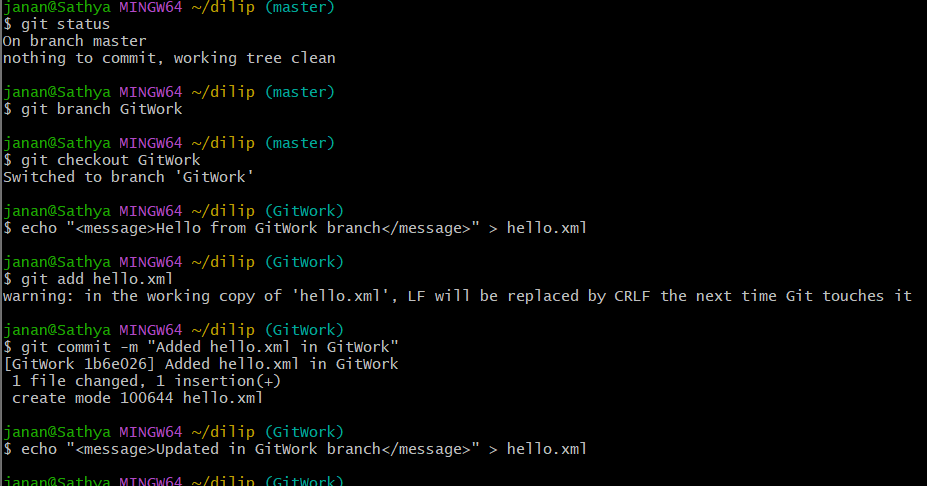 janan@Sathya MINGW64 ~/dilip (master)
$ git status
On branch master
nothing to commit, working tree clean
janan@Sathya MINGW64 ~/dilip (master)
$ git branch GitWork
janan@Sathya MINGW64 ~/dilip (master)
$ git checkout GitWork
Switched to branch 'GitWork'
janan@Sathya MINGW64 ~/dilip (GitWork)
$ echo "<message>Hello from GitWork branch</message>" > hello.xml
janan@Sathya MINGW64 ~/dilip (GitWork)
$ git add hello.xml
warning: in the working copy of 'hello.xml', LF will be replaced by CRLF the next time Git touches it
janan@Sathya MINGW64 ~/dilip (GitWork)
$ git commit -m "Added hello.xml in GitWork"
[GitWork 1b6e026] Added hello.xml in GitWork
 1 file changed, 1 insertion(+)
 create mode 100644 hello.xml
janan@Sathya MINGW64 ~/dilip (GitWork)
$ echo "<message>Updated in GitWork branch</message>" > hello.xml
janan@Sathya MINGW64 ~/dilip (GitWork)